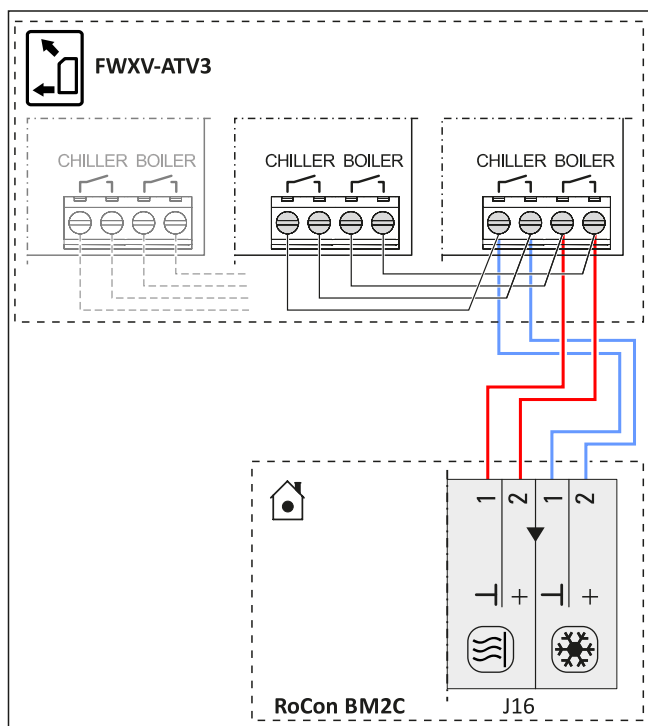 FWXV-ATV3
CHILLER BOILER
CHILLER BOILER
CHILLER BOILER
1 2 1 2
+ +
RoCon BM2C
J16